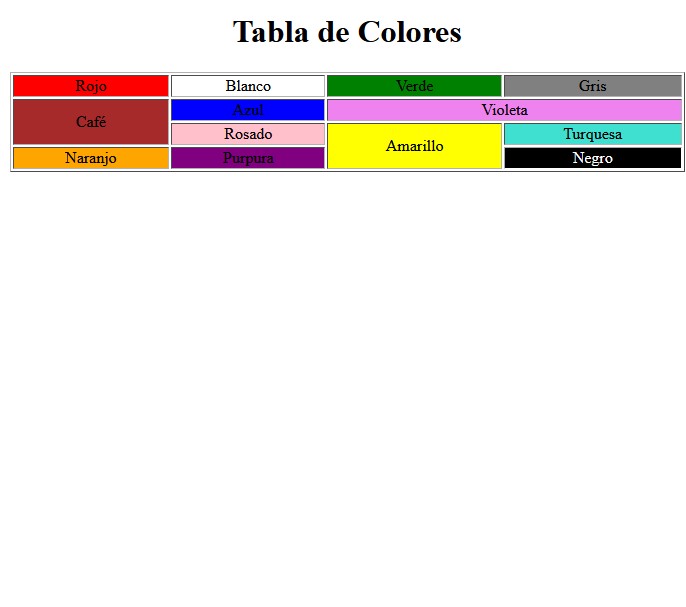 Tabla de Colores
Rojo Blanco Verde Gris
Café Azul Violeta
Rosado Amarillo Turquesa
Naranjo Purpura Negro